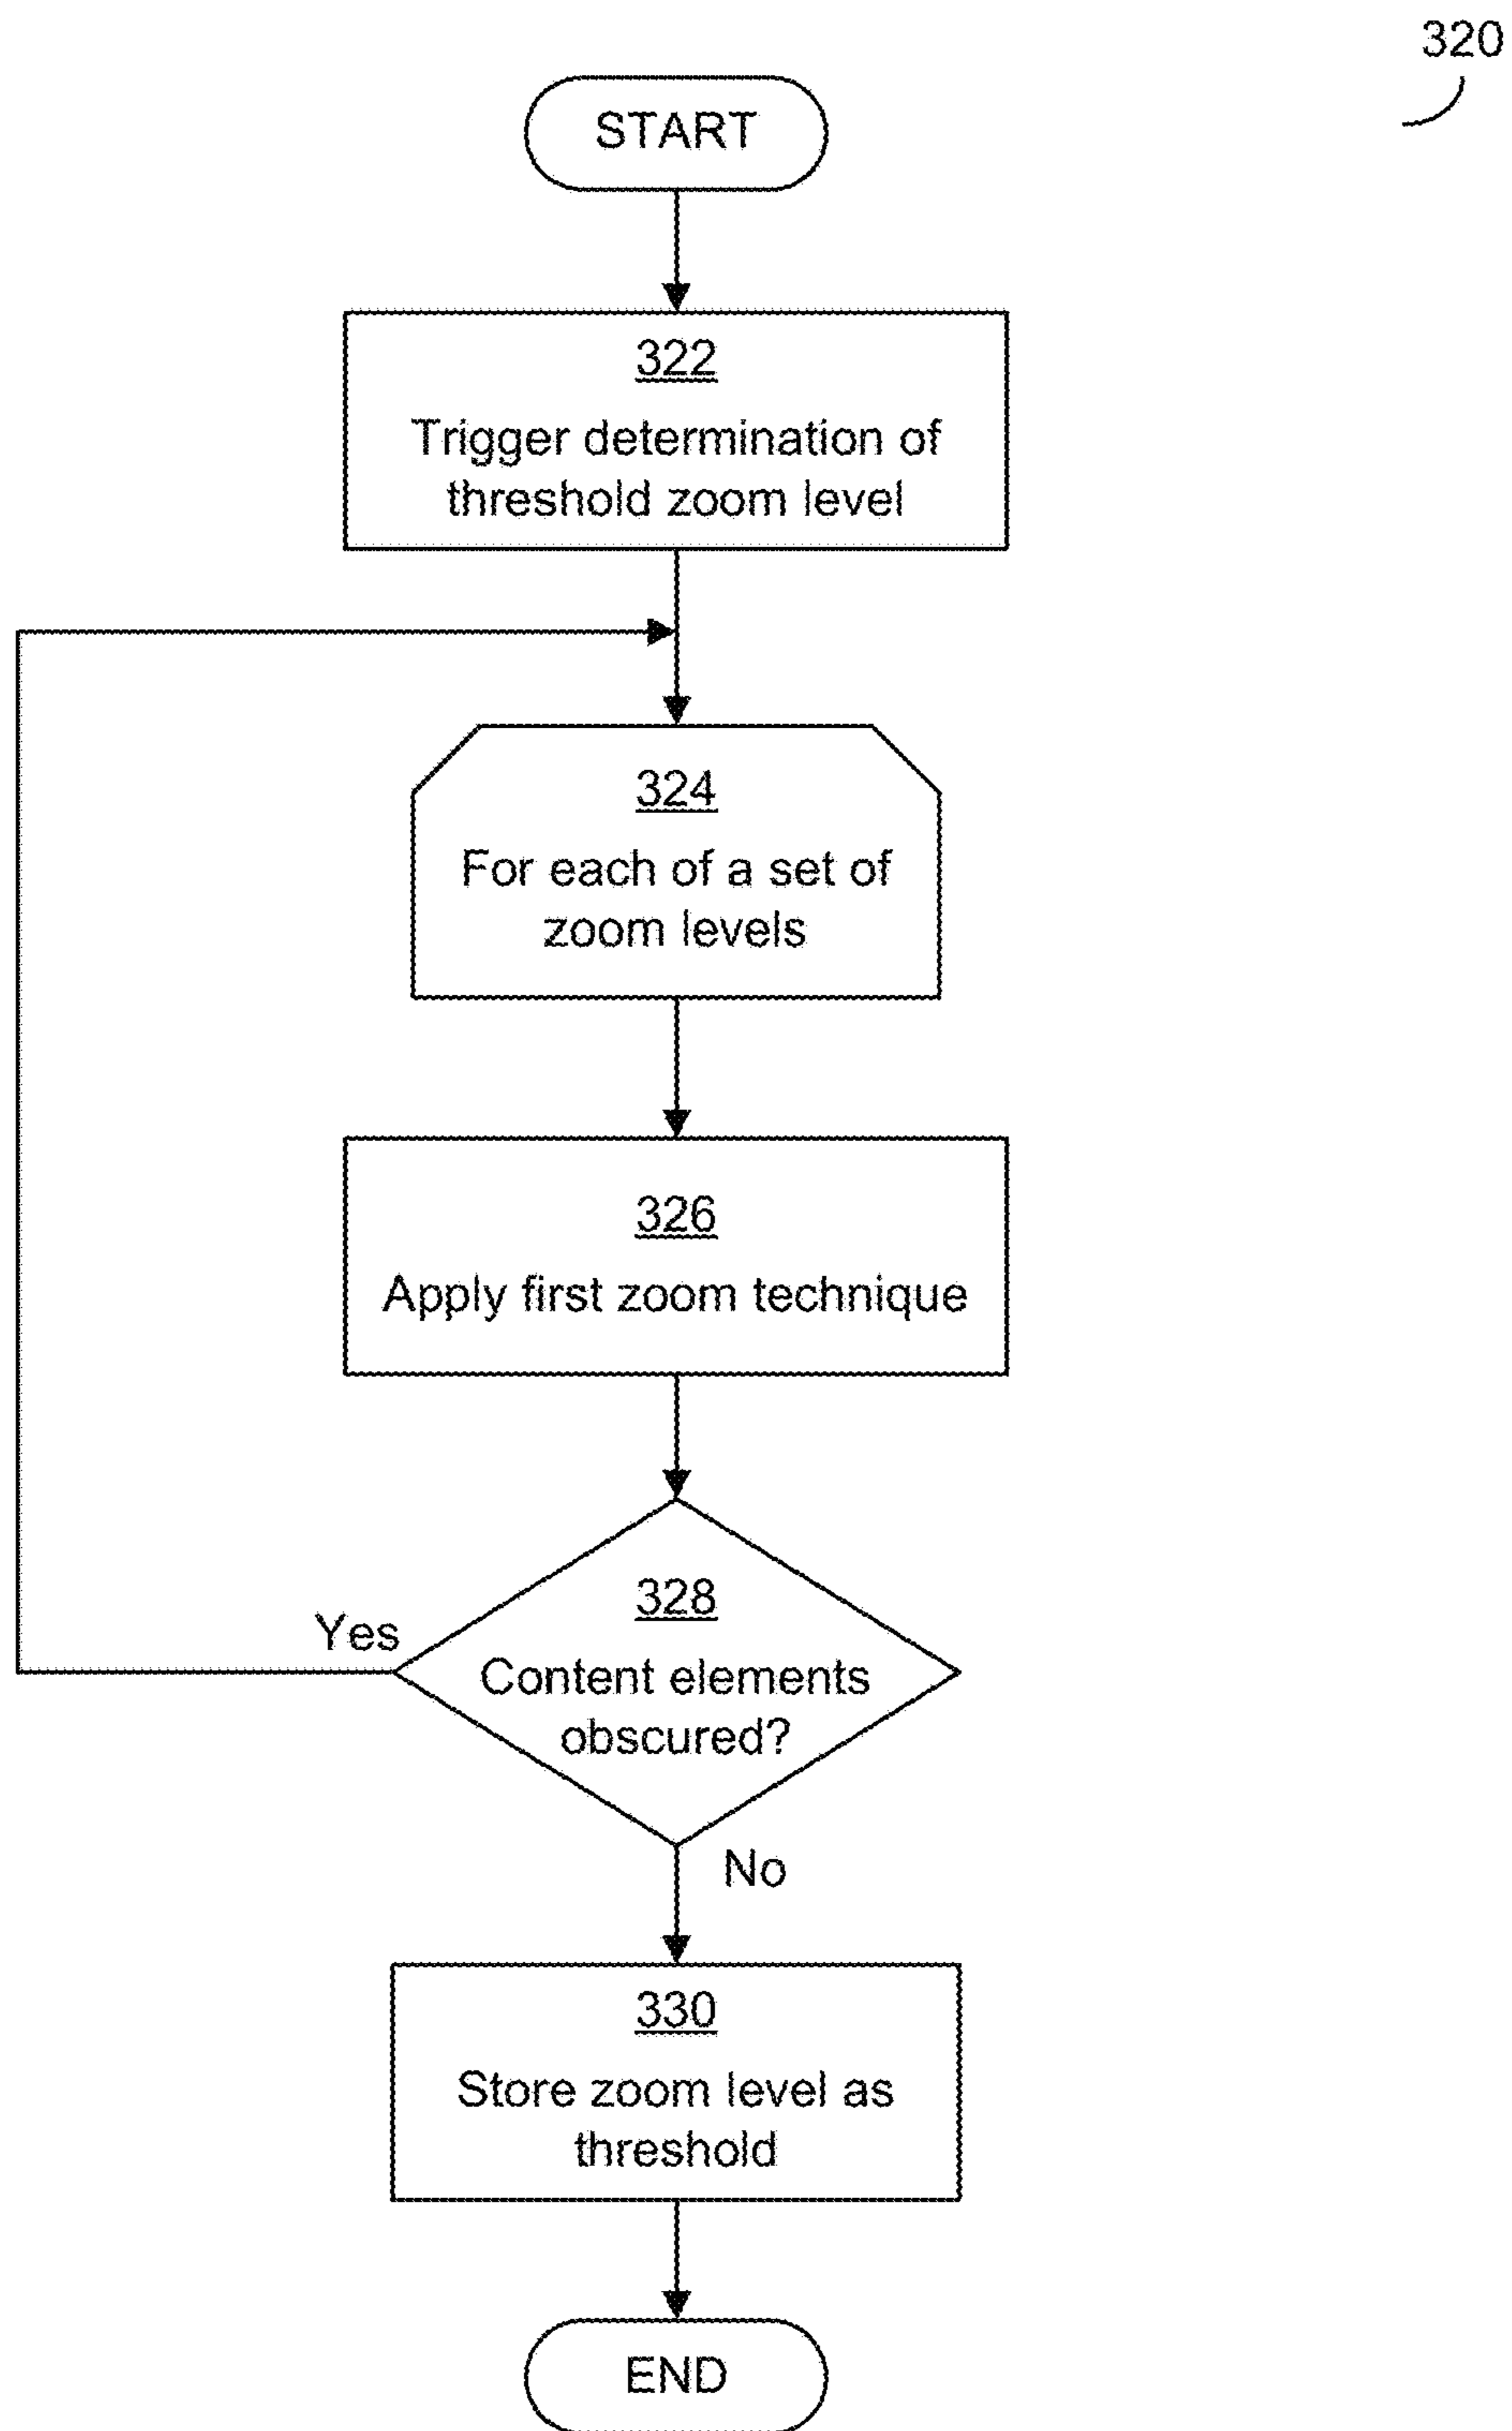 320
START
322
Trigger determination of
threshold zoom level
324
For each of a set of
zoom levels
326
Apply first zoom technique
328
Yes
Content elements
obscured?
No
330
Store zoom level as
threshold
END